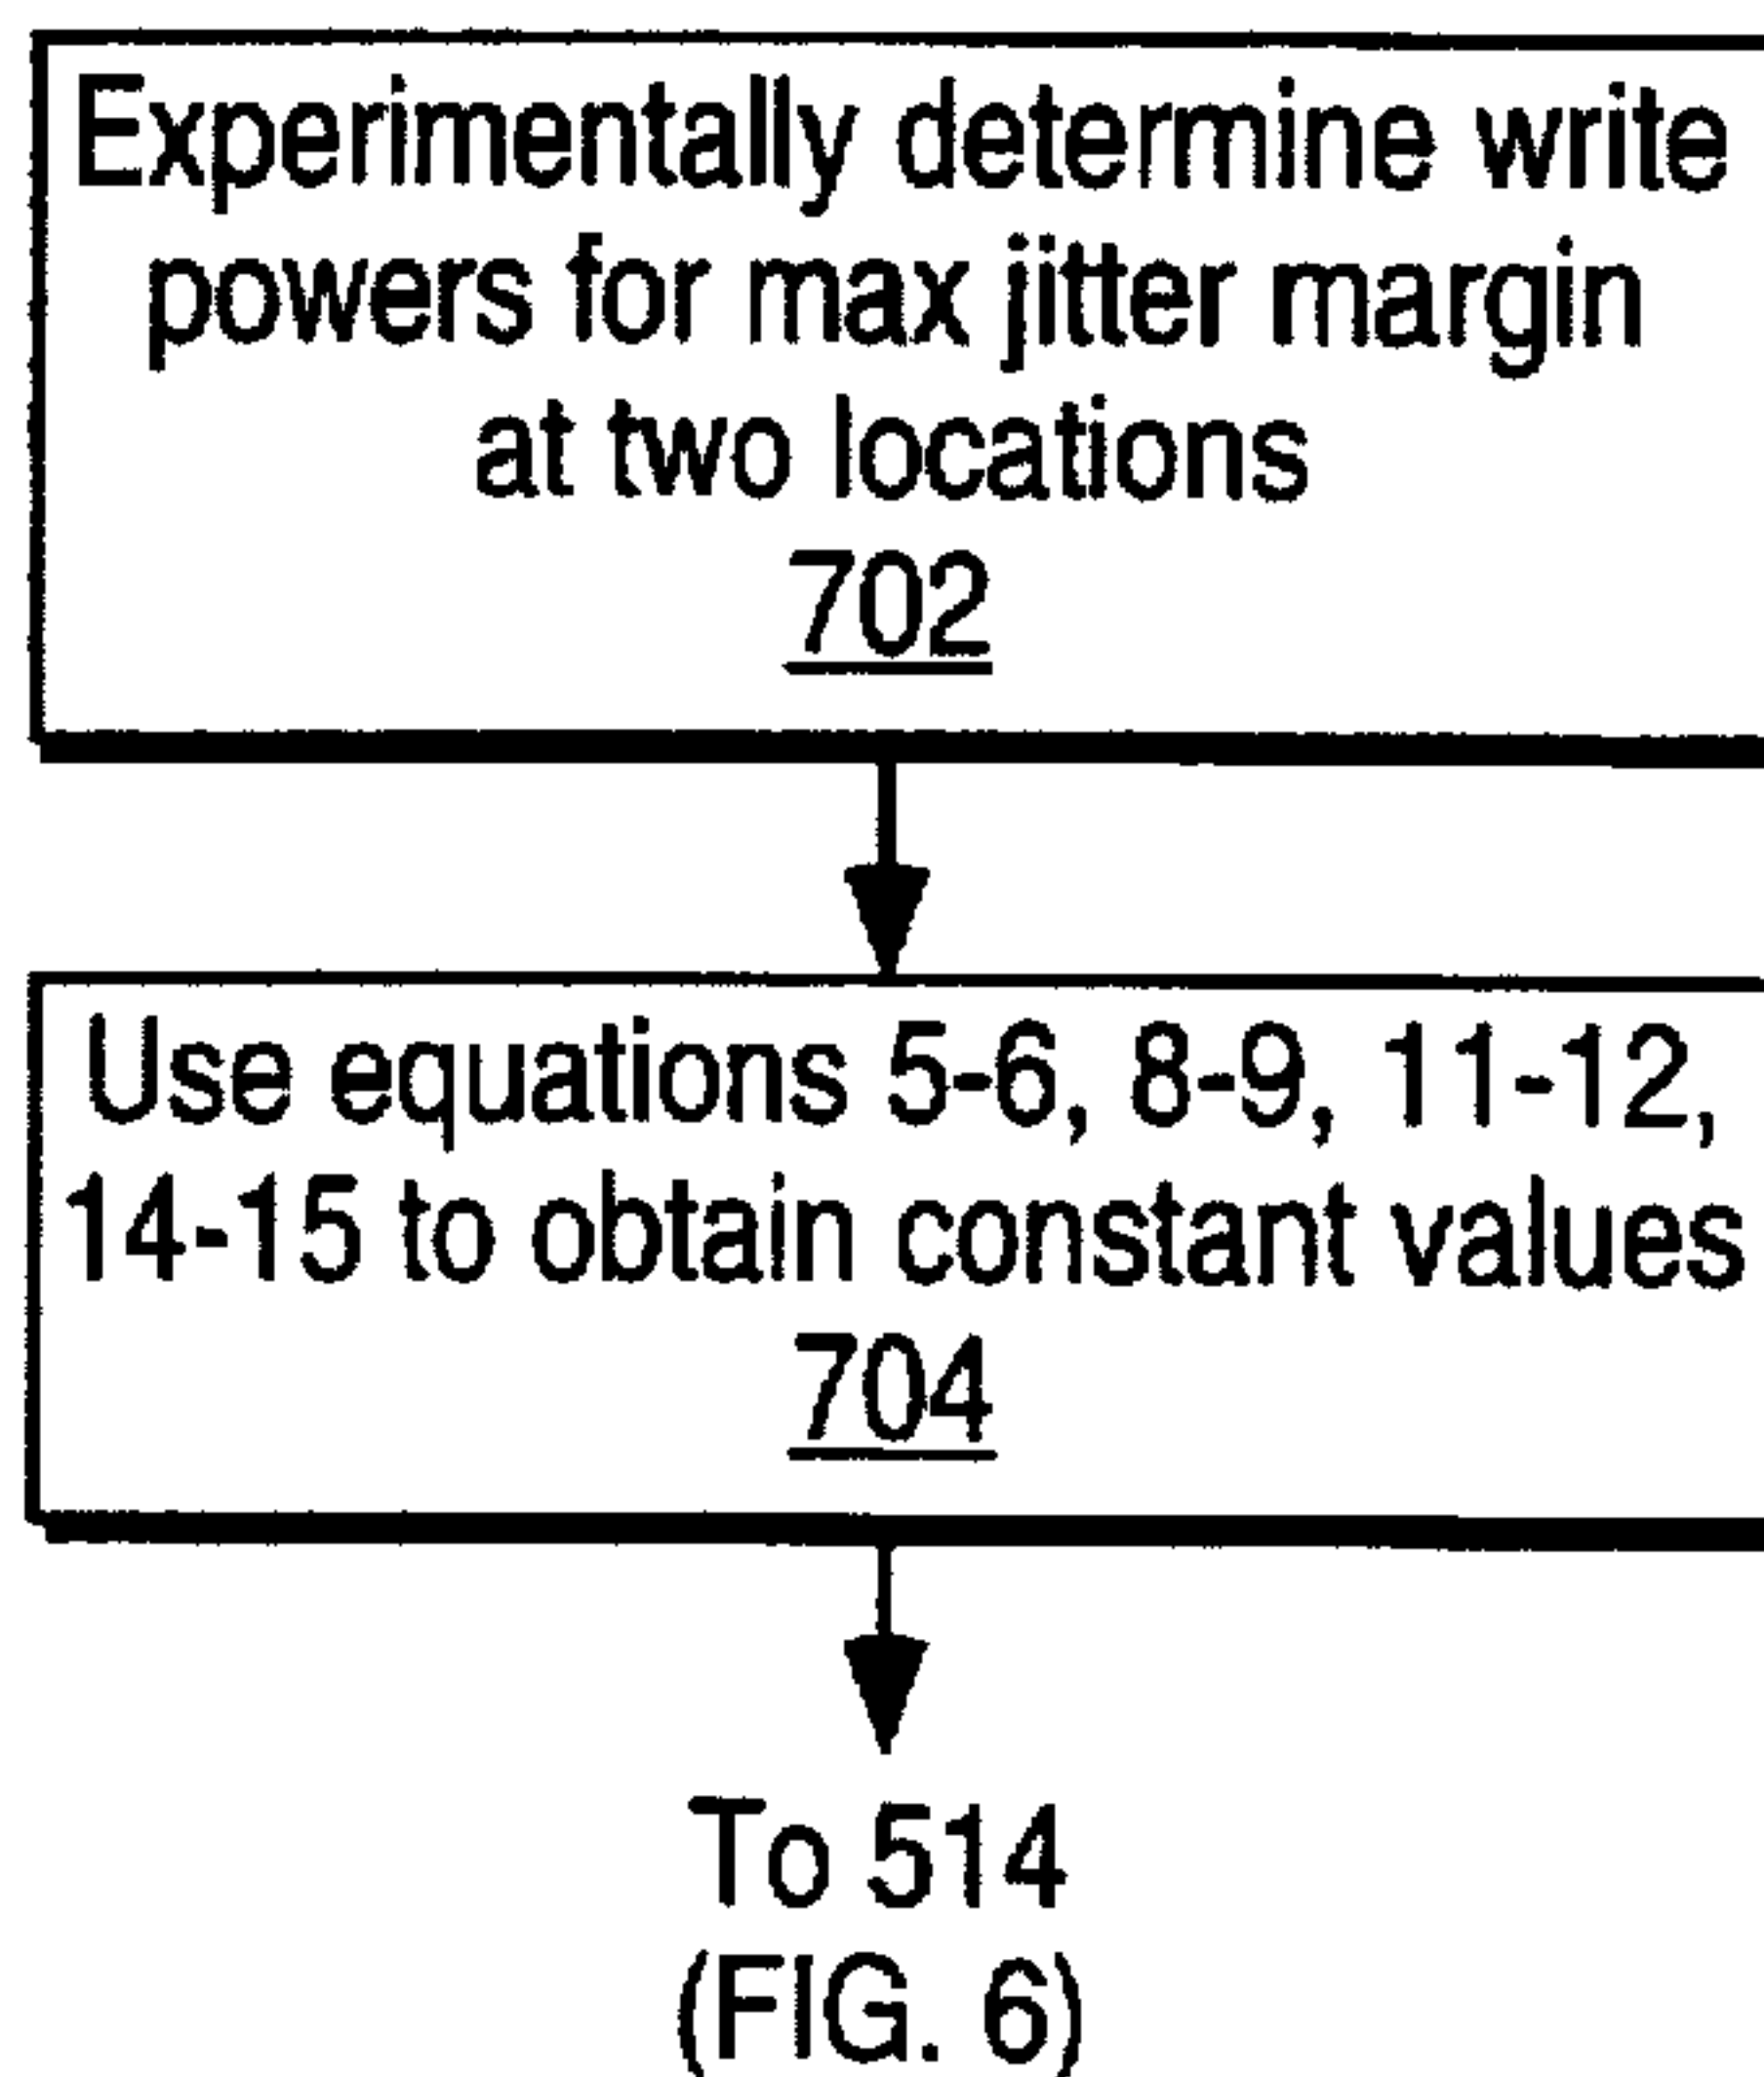 Experimentally determine write
powers for max jitter margin
at two locations
702
Use equations 5-6, 8-9, 11-12,
14-15 to obtain constant values
704
To 514
(FIG. 6)